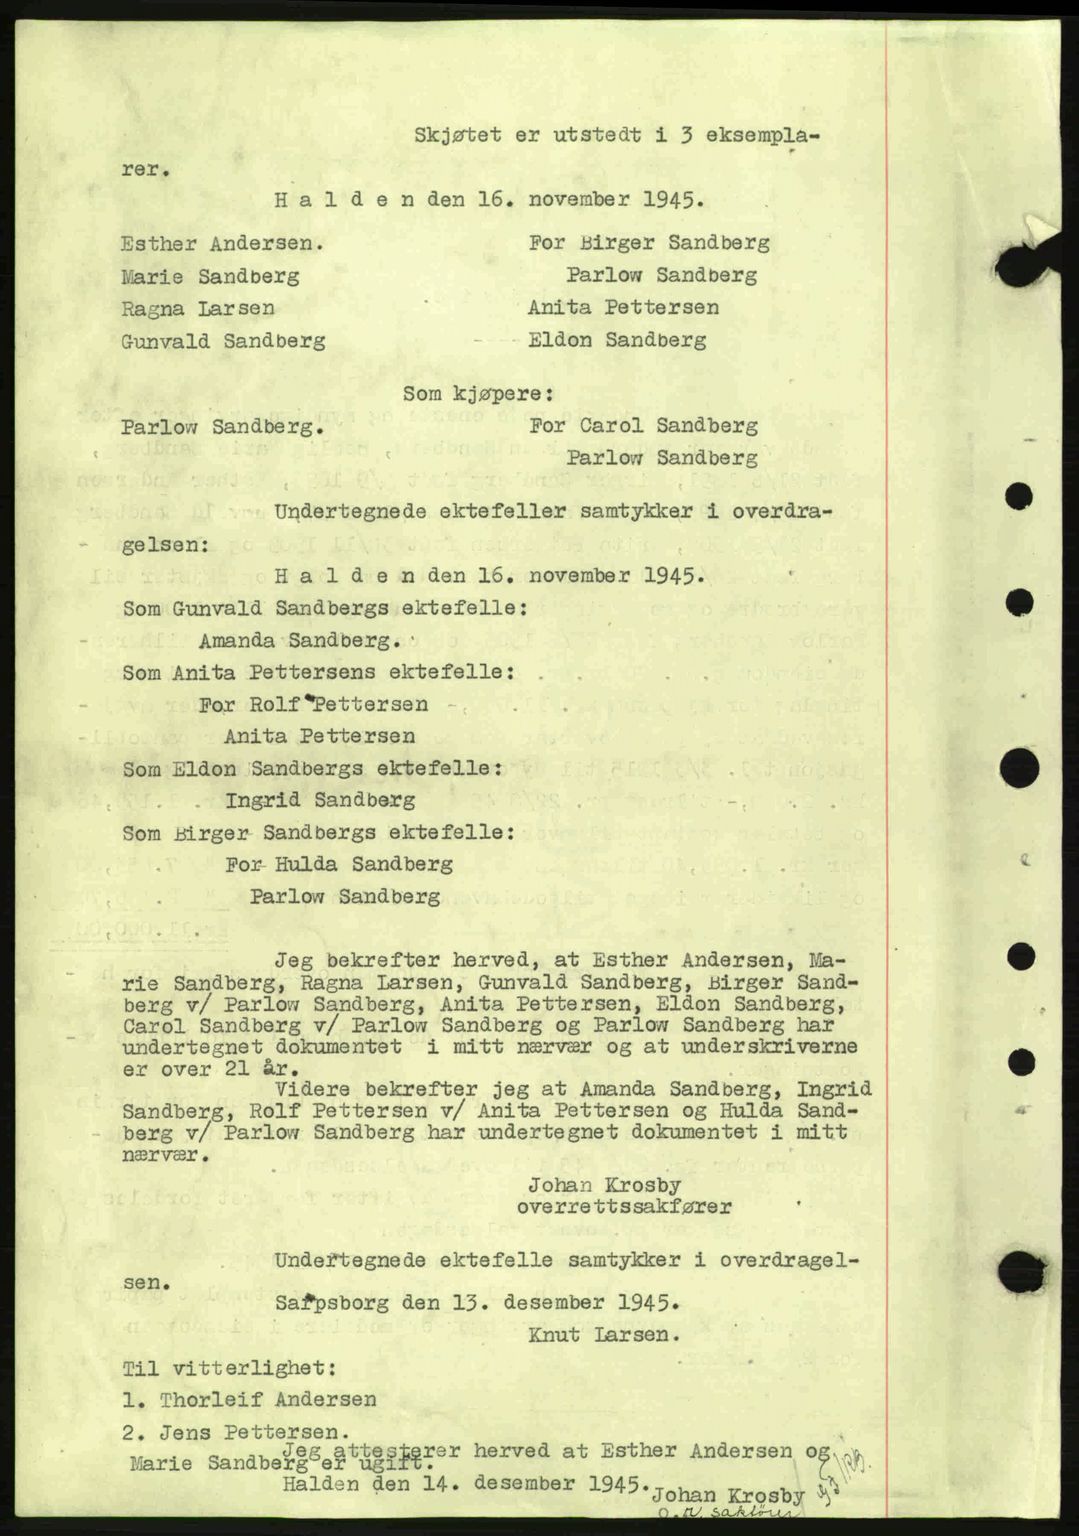 Skjøtet er utstedt i 3 eksempla-
rer.
H a l d e n den 16. november 1945.
Esther Andersen. For Birger Sandberg
Marie Sandberg Parlow Sandberg
Ragna Larsen Anita Pettersen
Gunvald Sandberg Eldon Sandberg
Som kjøpere:
Parlow Sandberg. For Carol Sandberg
Parlow Sandberg
Undertegnede ektefeller samtykker i overdra-
gelsen:
H a l d e n den 16. november 1945.
Som Gunvald Sandbergs ektefelle:
Amanda Sandberg.
Som Anita Pettersens ektefelle:
For Rolf Pettersen
Anita Pettersen
Som Eldon Sandbergs ektefelle:
Ingrid Sandberg
Som Birger Sandbergs ektefelle:
For Hulda Sandberg
Parlow Sandberg
Jeg bekrefter herved, at Esther Andersen, Ma-
rie Sandberg, Ragna Larsen, Gunvald Sandberg, Birger Sand-
berg v/ Parlow Sandberg, Anita Pettersen, Eldon Sandberg,
Carol Sandberg v/ Parlow Sandberg og Parlow Sandberg har
undertegnet dokumentet i mitt nærvær og at underskriverne
er over 21 år.
Videre bekrefter jeg at Amanda Sandberg, Ingrid
Sandberg, Rolf Pettersen v/ Anita Pettersen og Hulda Sand-
berg v/ Parlow Sandberg har undertegnet dokumentet i mitt
nærvær.
Johan Krosby
overrettssakfører
Undertegnede ektefelle samtykker i overdragel-
sen.
Sarpsborg den 13. desember 1945.
Knut Larsen.
Til vitterlighet:
1. Thorleif Andersen
2. Jens Pettersen.
Jeg attesterer herved at Esther Andersen og
Marie Sandberg er ugift.
Halden den 14. desember 1945.
Johan Krosby
o.r. sakfører